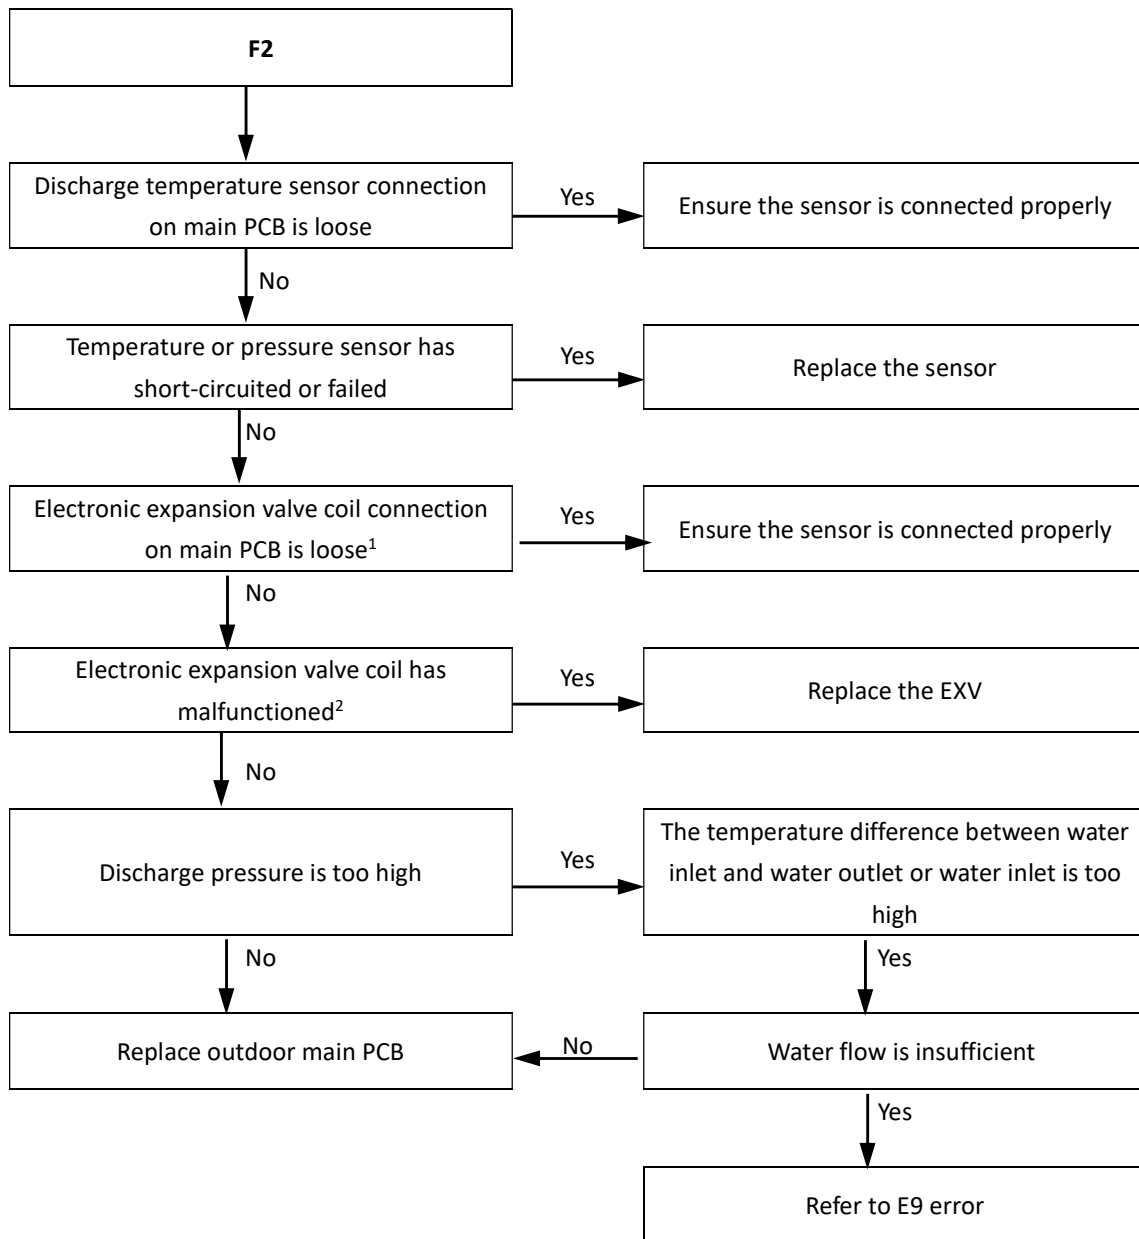 F2
Discharge temperature sensor connection
on main PCB is loose
Yes
Ensure the sensor is connected properly
No
Temperature or pressure sensor has
short-circuited or failed
Yes
Replace the sensor
No
Electronic expansion valve coil connection
on main PCB is loose¹
Yes
Ensure the sensor is connected properly
No
Electronic expansion valve coil has
malfunctioned²
Yes
Replace the EXV
No
Discharge pressure is too high
Yes
The temperature difference between water
inlet and water outlet or water inlet is too
high
No
Yes
Replace outdoor main PCB
No
Water flow is insufficient
Yes
Refer to E9 error